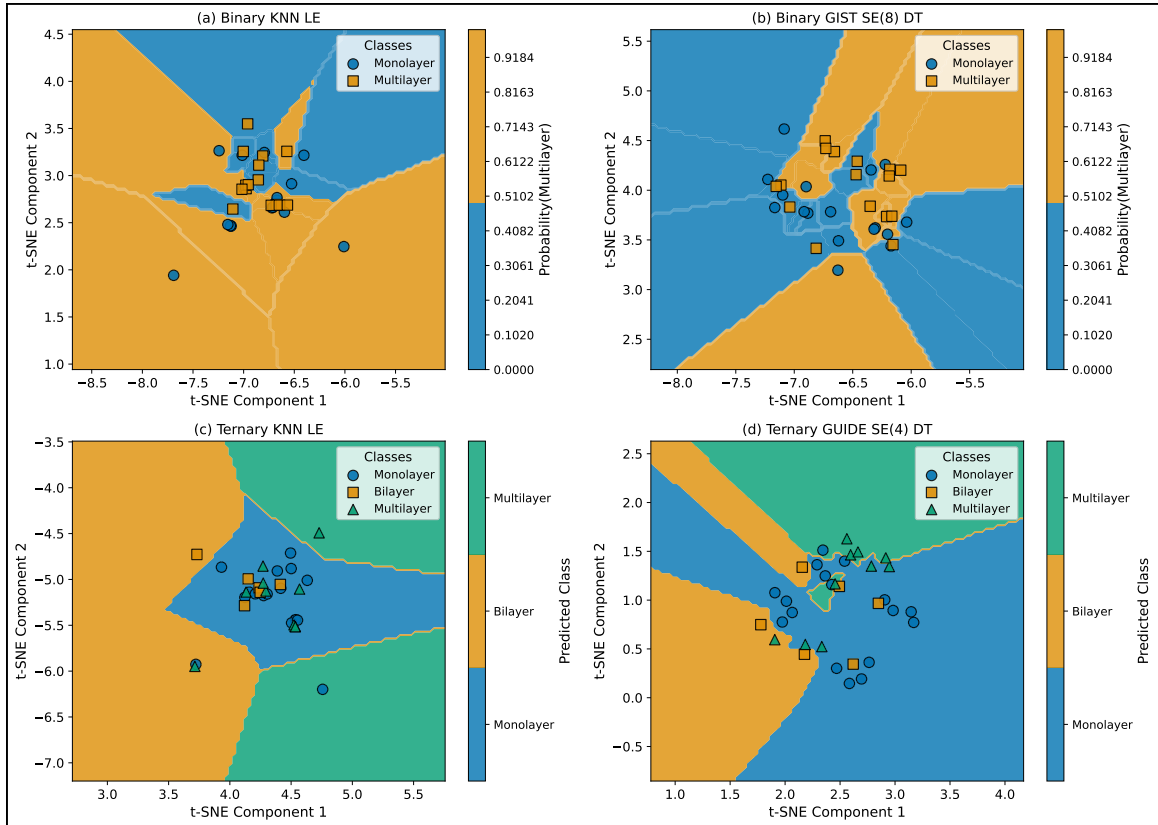 (a) Binary KNN LE
4.5
4.0
3.5
3.0
2.5
2.0
1.5
1.0
t-SNE Component 2
Classes
Monolayer
Multilayer
−8.5
−8.0
−7.5
−7.0
−6.5
−6.0
−5.5
t-SNE Component 1
0.9184
0.8163
0.7143
0.6122
0.5102
0.4082
0.3061
0.2041
0.1020
0.0000
Probability(Multilayer)
(b) Binary GIST SE(8) DT
5.5
5.0
4.5
4.0
3.5
3.0
2.5
t-SNE Component 2
Classes
Monolayer
Multilayer
−8.0
−7.5
−7.0
−6.5
−6.0
−5.5
t-SNE Component 1
0.9184
0.8163
0.7143
0.6122
0.5102
0.4082
0.3061
0.2041
0.1020
0.0000
Probability(Multilayer)
(c) Ternary KNN LE
−3.5
−4.0
−4.5
−5.0
−5.5
−6.0
−6.5
−7.0
t-SNE Component 2
Classes
Monolayer
Bilayer
Multilayer
3.0
3.5
4.0
4.5
5.0
5.5
t-SNE Component 1
Multilayer
Bilayer
Monolayer
Predicted Class
(d) Ternary GUIDE SE(4) DT
2.5
2.0
1.5
1.0
0.5
0.0
−0.5
t-SNE Component 2
Classes
Monolayer
Bilayer
Multilayer
1.0
1.5
2.0
2.5
3.0
3.5
4.0
t-SNE Component 1
Multilayer
Bilayer
Monolayer
Predicted Class